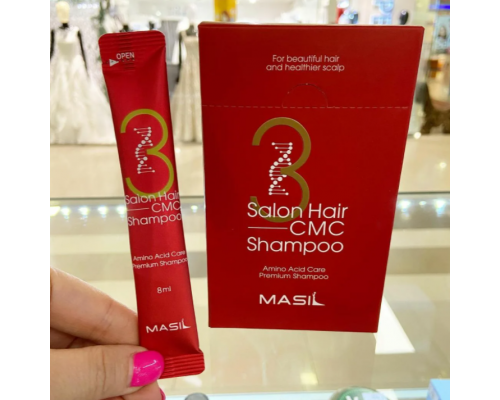 OPEN
3
Salon Hair
CMC
Shampoo
Amino Acid Care
Premium Shampoo
8ml
MASIL
For beautiful hair
and healthier scalp
3
Salon Hair
CMC
Shampoo
Amino Acid Care
Premium Shampoo
MASIL